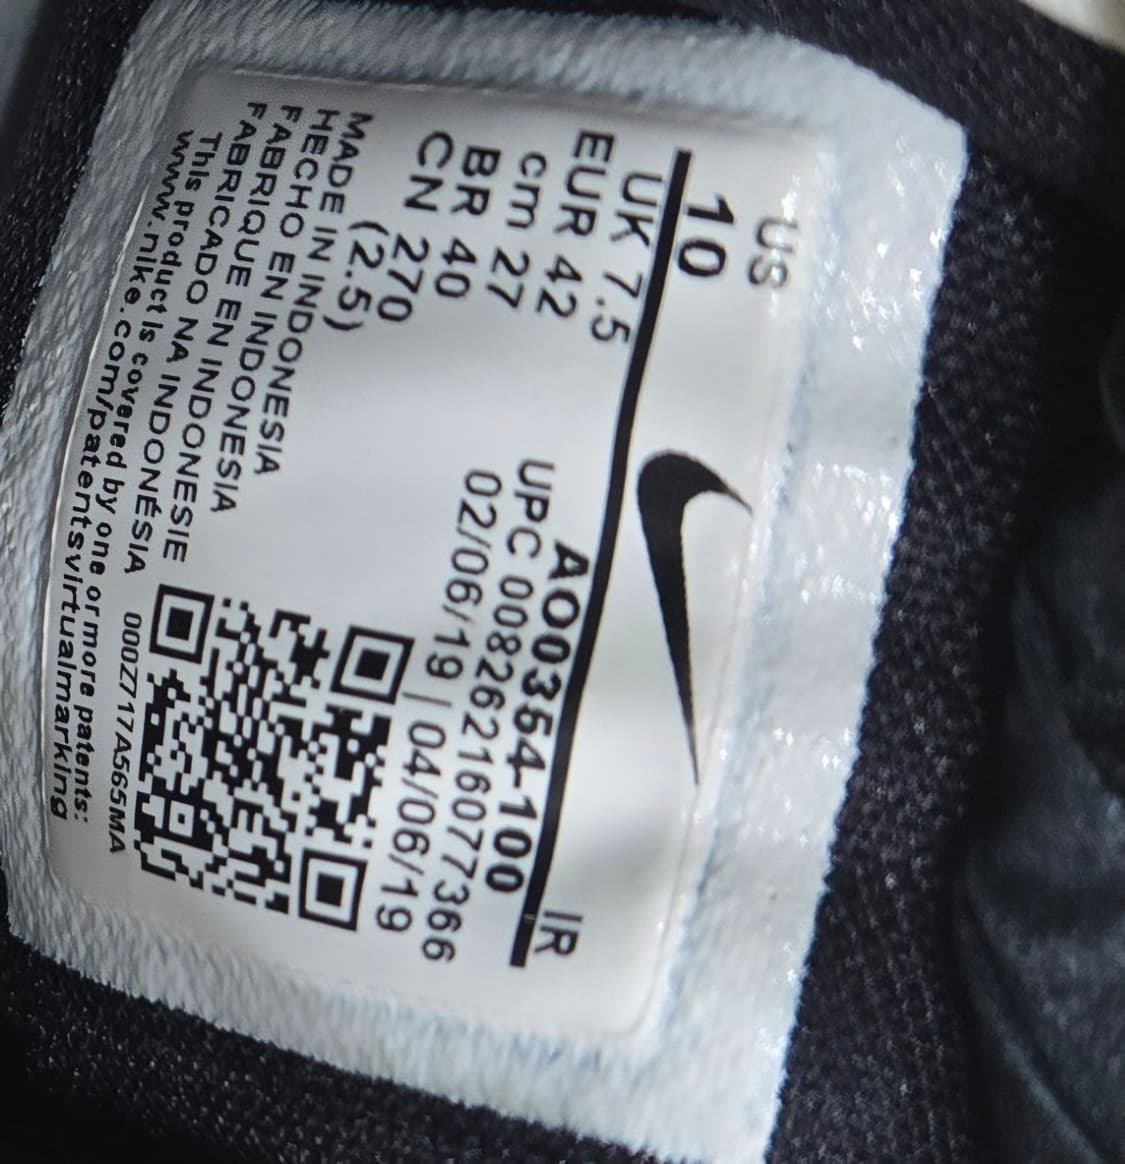 US
10
UK 7.5
EUR 42
cm 27
BR 40
CN 270
(2.5)
IR
AO0354-100
UPC 00826216077366
02/06/19 | 04/06/19
MADE IN INDONESIA
HECHO EN INDONESIA
FABRIQUE EN INDONESIE
FABRICADO NA INDONÉSIA
This product is covered by one or more patents:
www.nike.com/patentsvirtualmarking
000Z717A565MA